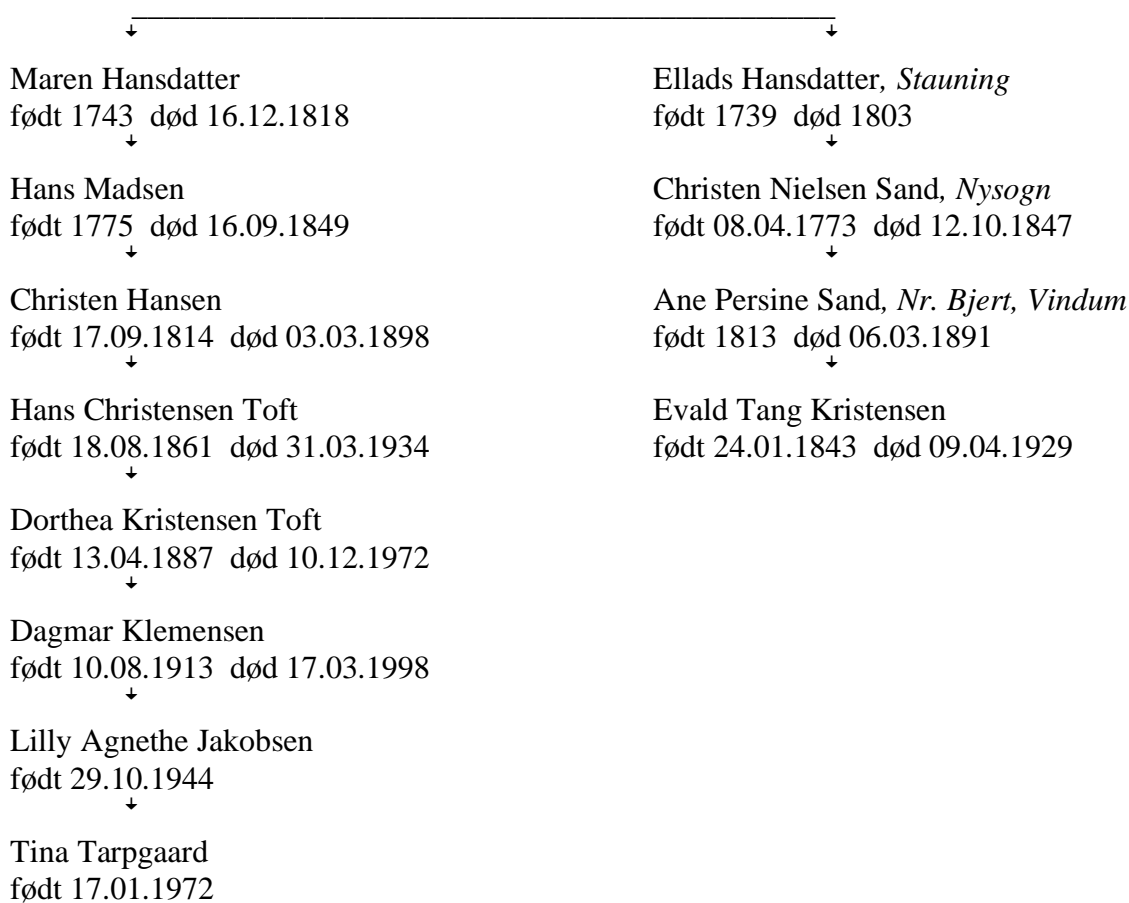 Maren Hansdatter
født 1743 død 16.12.1818
Hans Madsen
født 1775 død 16.09.1849
Christen Hansen
født 17.09.1814 død 03.03.1898
Hans Christensen Toft
født 18.08.1861 død 31.03.1934
Dorthea Kristensen Toft
født 13.04.1887 død 10.12.1972
Dagmar Klemensen
født 10.08.1913 død 17.03.1998
Lilly Agnethe Jakobsen
født 29.10.1944
Tina Tarpgaard
født 17.01.1972
Ellads Hansdatter, Stauning
født 1739 død 1803
Christen Nielsen Sand, Nysogn
født 08.04.1773 død 12.10.1847
Ane Persine Sand, Nr. Bjert, Vindum
født 1813 død 06.03.1891
Evald Tang Kristensen
født 24.01.1843 død 09.04.1929